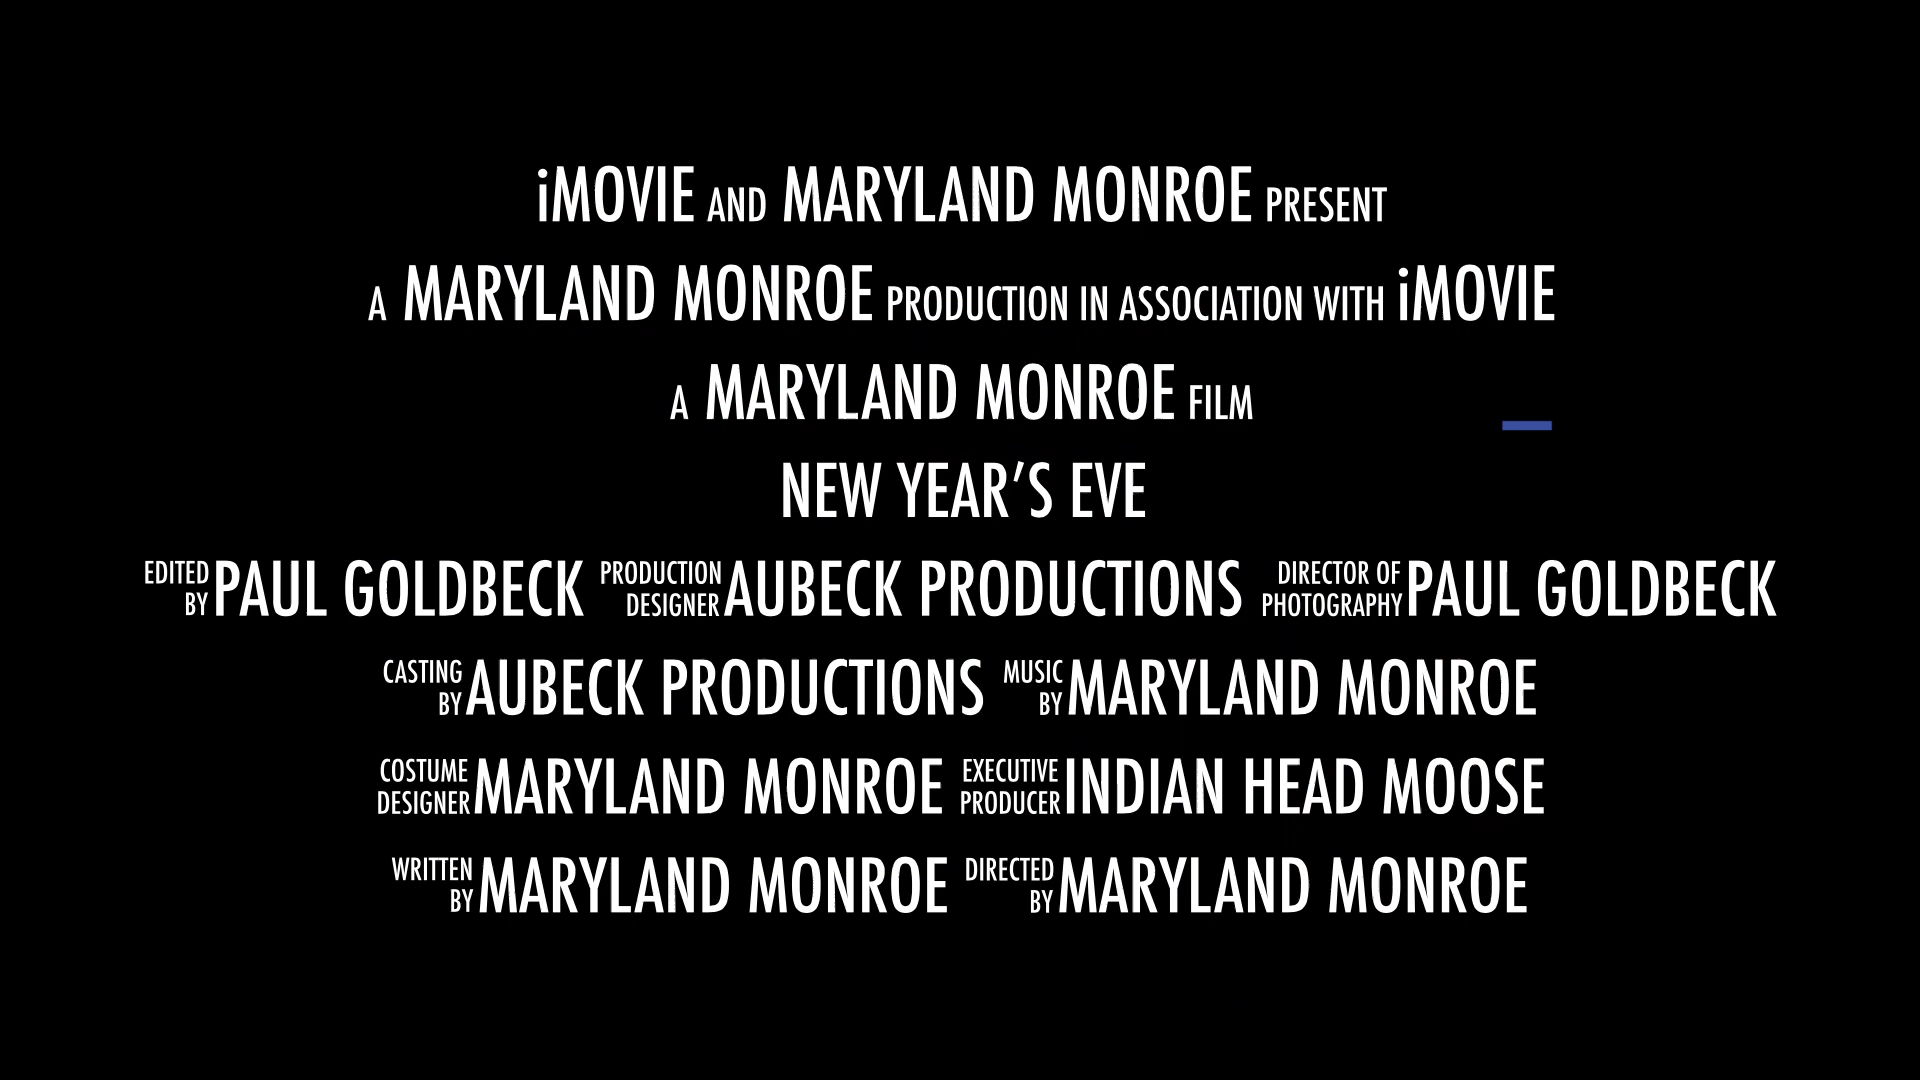 iMOVIE AND MARYLAND MONROE PRESENT
A MARYLAND MONROE PRODUCTION IN ASSOCIATION WITH iMOVIE
A MARYLAND MONROE FILM
NEW YEAR’S EVE
EDITED BY PAUL GOLDBECK PRODUCTION DESIGNER AUBECK PRODUCTIONS DIRECTOR OF PHOTOGRAPHY PAUL GOLDBECK
CASTING BY AUBECK PRODUCTIONS MUSIC BY MARYLAND MONROE
COSTUME DESIGNER MARYLAND MONROE EXECUTIVE PRODUCER INDIAN HEAD MOOSE
WRITTEN BY MARYLAND MONROE DIRECTED BY MARYLAND MONROE